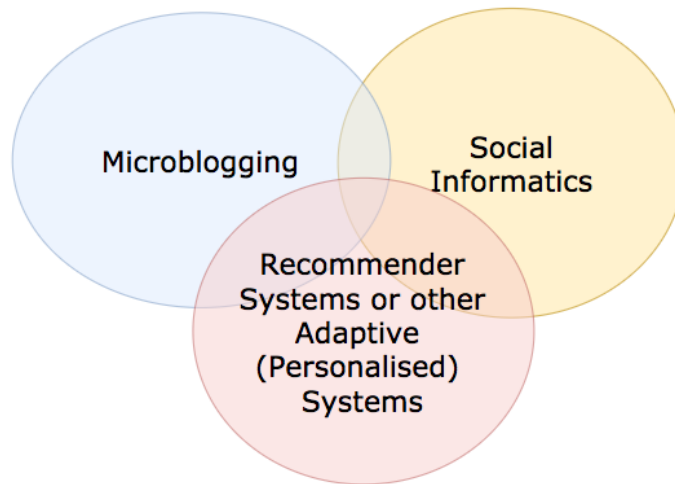 Microblogging
Social
Informatics
Recommender
Systems or other
Adaptive
(Personalised)
Systems